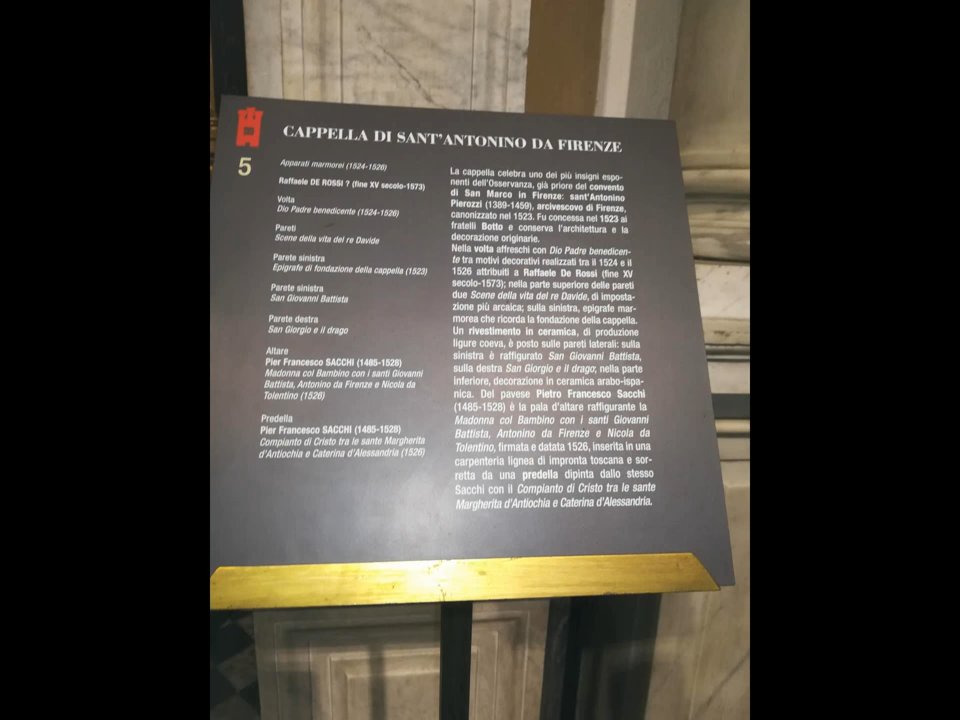 CAPPELLA DI SANT'ANTONINO DA FIRENZE
5
Apparati marmorei (1524-1526)
Raffaele DE ROSSI ? (fine XV secolo-1573)
Volta
Dio Padre benedicente (1524-1526)
Pareti
Scene della vita del re Davide
Parete sinistra
Epigrafe di fondazione della cappella (1523)
Parete sinistra
San Giovanni Battista
Parete destra
San Giorgio e il drago
Altare
Pier Francesco SACCHI (1485-1528)
Madonna col Bambino con i santi Giovanni
Battista, Antonino da Firenze e Nicola da
Tolentino (1526)
Predella
Pier Francesco SACCHI (1485-1528)
Compianto di Cristo tra le sante Margherita
d'Antiochia e Caterina d'Alessandria (1526)
La cappella celebra uno dei più insigni espo-
nenti dell'Osservanza, già priore del convento
di San Marco in Firenze: sant'Antonino
Pierozzi (1389-1459), arcivescovo di Firenze,
canonizzato nel 1523. Fu concessa nel 1523 ai
fratelli Botto e conserva l'architettura e la
decorazione originarie.
Nella volta affreschi con Dio Padre benedicen-
te tra motivi decorativi realizzati tra il 1524 e il
1526 attribuiti a Raffaele De Rossi (fine XV
secolo-1573); nella parte superiore delle pareti
due Scene della vita del re Davide, di imposta-
zione più arcaica; sulla sinistra, epigrafe mar-
morea che ricorda la fondazione della cappella.
Un rivestimento in ceramica, di produzione
ligure coeva, è posto sulle pareti laterali: sulla
sinistra è raffigurato San Giovanni Battista,
sulla destra San Giorgio e il drago; nella parte
inferiore, decorazione in ceramica arabo-ispa-
nica. Del pavese Pietro Francesco Sacchi
(1485-1528) è la pala d'altare raffigurante la
Madonna col Bambino con i santi Giovanni
Battista, Antonino da Firenze e Nicola da
Tolentino, firmata e datata 1526, inserita in una
carpenteria lignea di impronta toscana e sor-
retta da una predella dipinta dallo stesso
Sacchi con il Compianto di Cristo tra le sante
Margherita d'Antiochia e Caterina d'Alessandria.